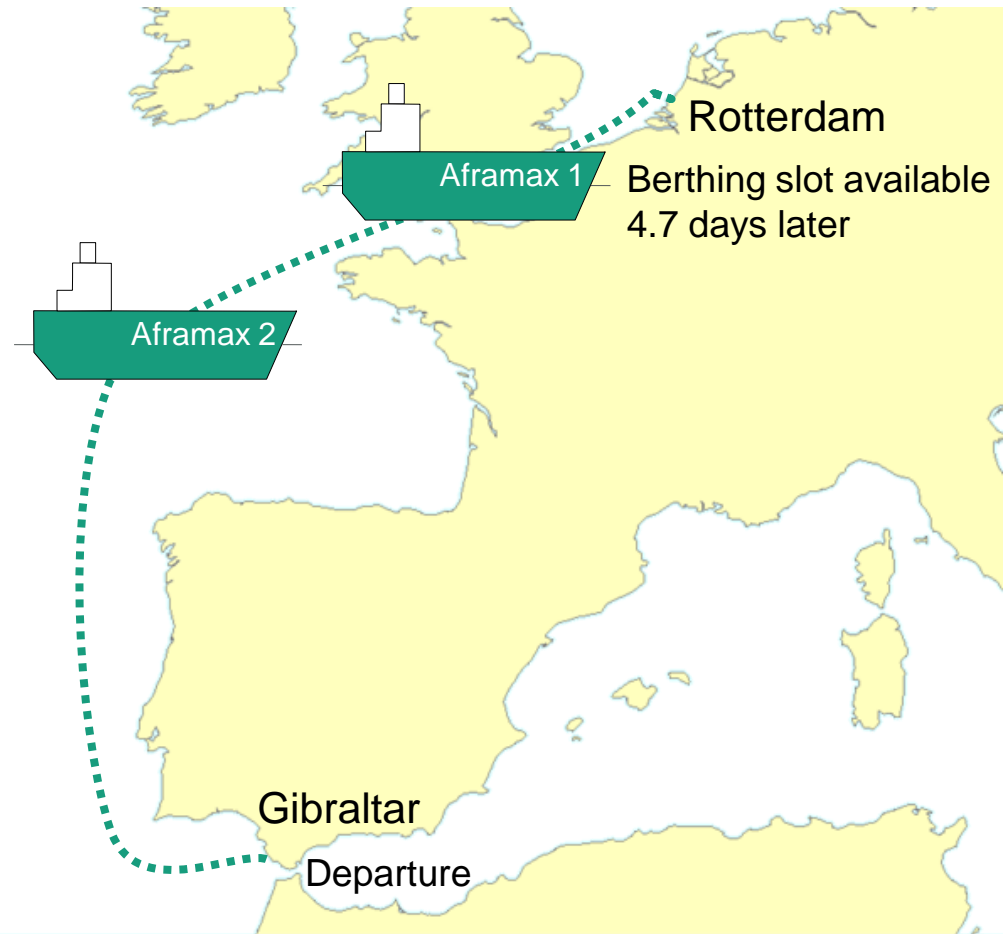 Rotterdam
Aframax 1
Berthing slot available
4.7 days later
Aframax 2
Gibraltar
Departure